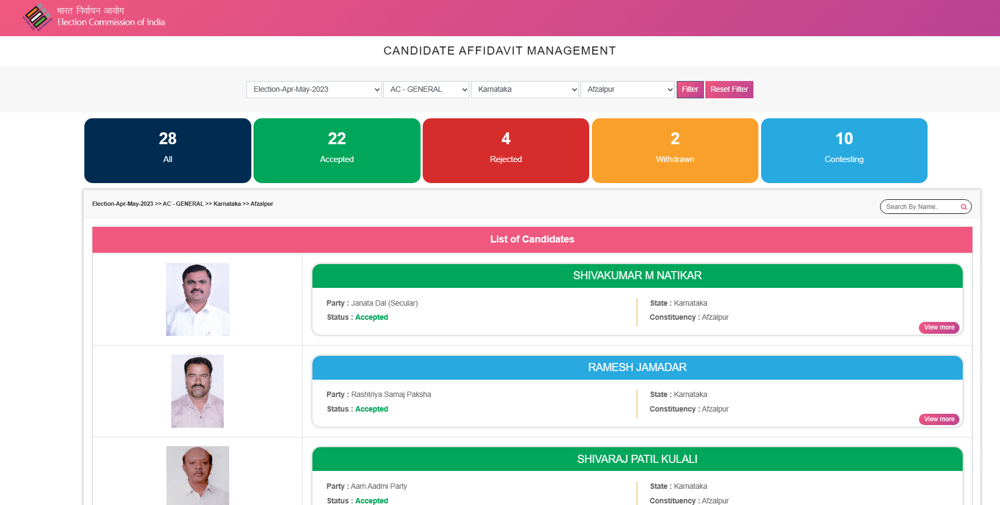 भारत निर्वाचन आयोग
Election Commission of India
CANDIDATE AFFIDAVIT MANAGEMENT
Election-Apr-May-2023 AC - GENERAL Karnataka Afzalpur Filter Reset Filter
28 22 4 2 10
All Accepted Rejected Withdrawn Contesting
Election-Apr-May-2023 >> AC - GENERAL >> Karnataka >> Afzalpur
Search By Name..
List of Candidates
SHIVAKUMAR M NATIKAR
Party : Janata Dal (Secular) State : Karnataka
Status : Accepted Constituency : Afzalpur
View more
RAMESH JAMADAR
Party : Rashtriya Samaj Paksha State : Karnataka
Status : Accepted Constituency : Afzalpur
View more
SHIVARAJ PATIL KULALI
Party : Aam Aadmi Party State : Karnataka
Status : Accepted Constituency : Afzalpur